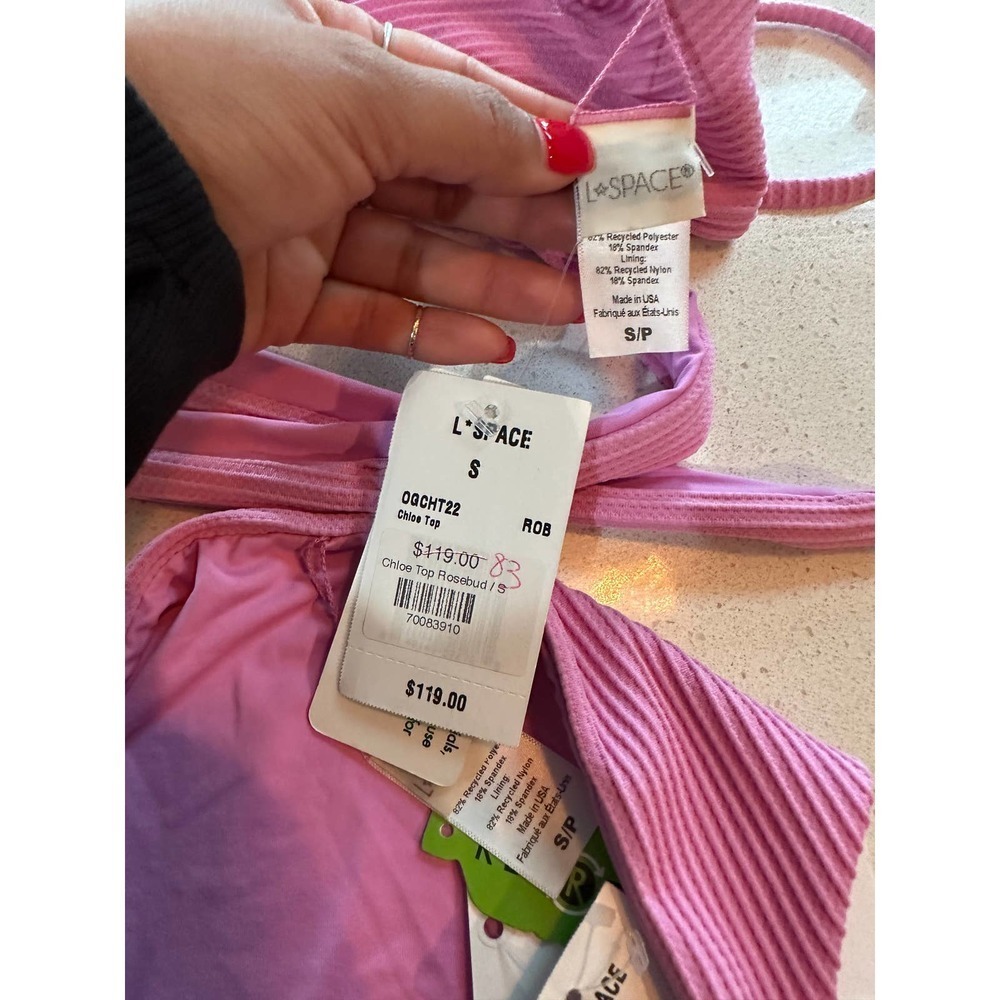 L*SPACE®
82% Recycled Polyester
18% Spandex
Lining:
82% Recycled Nylon
18% Spandex
Made in USA
Fabriqué aux États-Unis
S/P
L*SPACE
S
OGCHT22
Chloe Top
ROB
$119.00 83
Chloe Top Rosebud / S
70083910
$119.00
82% Recycled
18% Spandex
Lining:
82% Recycled Nylon
18% Spandex
Made in USA
Fabriqué aux États-Unis
S/P